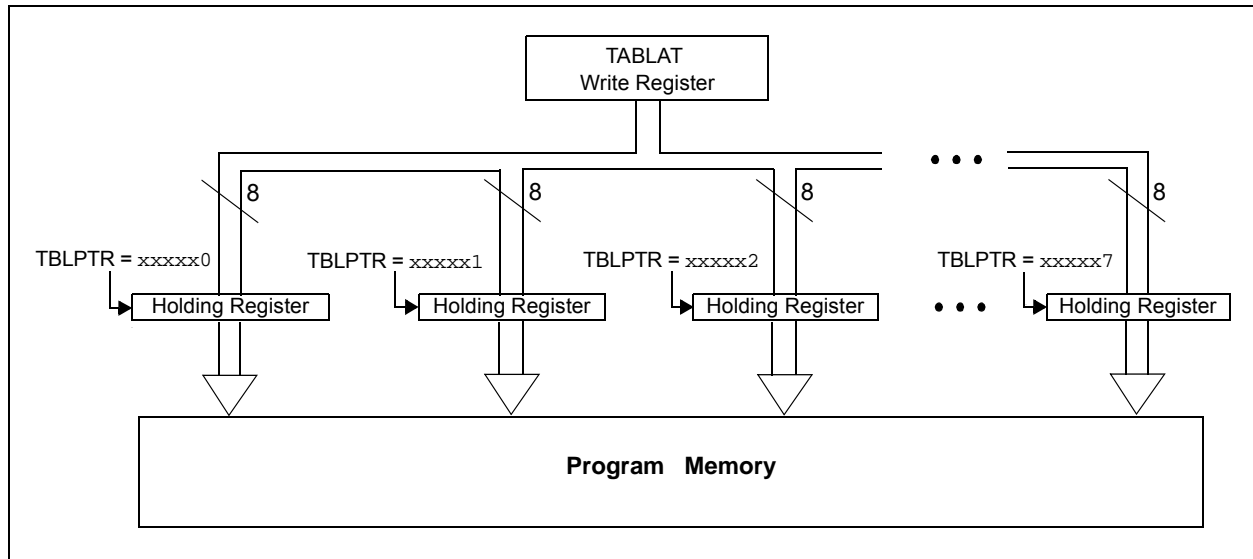 TABLAT
Write Register
8 8 8 8
TBLPTR = xxxxx0 TBLPTR = xxxxx1 TBLPTR = xxxxx2 TBLPTR = xxxxx7
Holding Register Holding Register Holding Register Holding Register
Program Memory